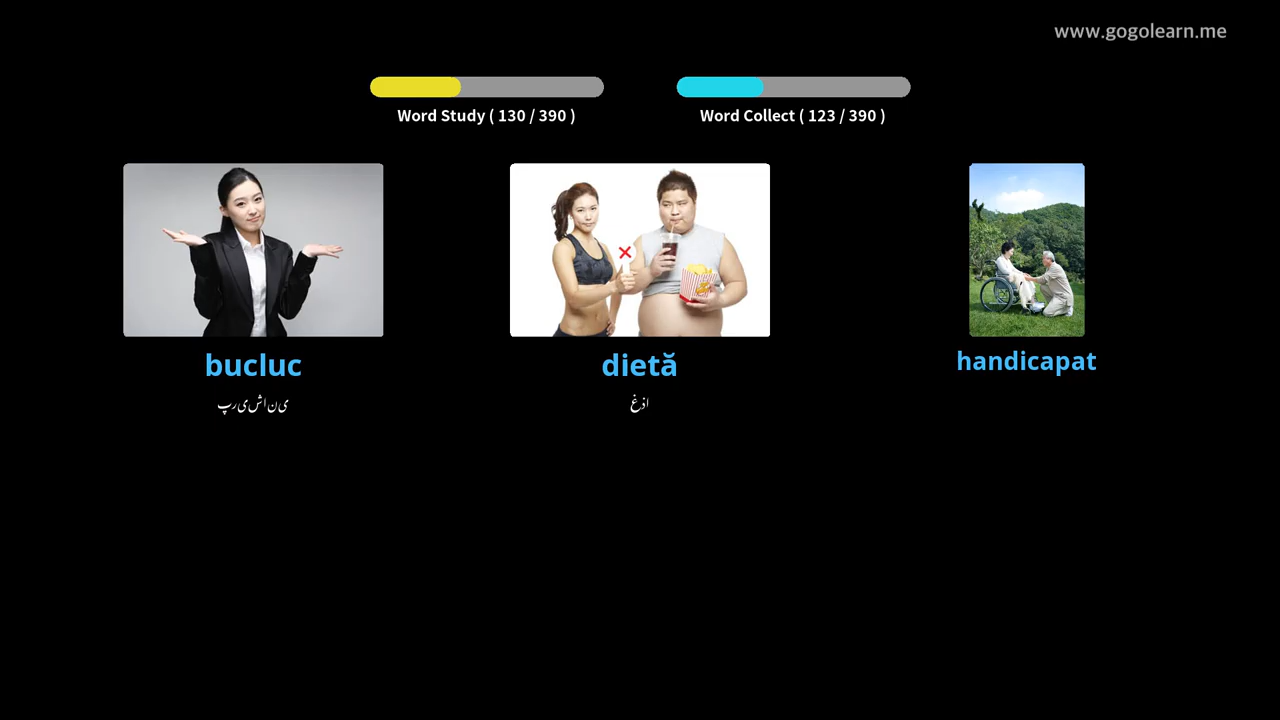 www.gogolearn.me
Word Study ( 130 / 390 )
Word Collect ( 123 / 390 )
bucluc
dietă
handicapat
پریشانی
غذا